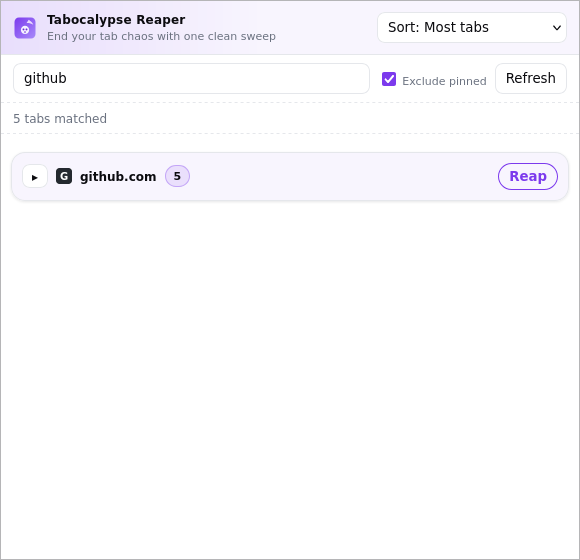 Tabocalypse Reaper
End your tab chaos with one clean sweep
Sort: Most tabs
github
Exclude pinned
Refresh
5 tabs matched
G github.com 5
Reap